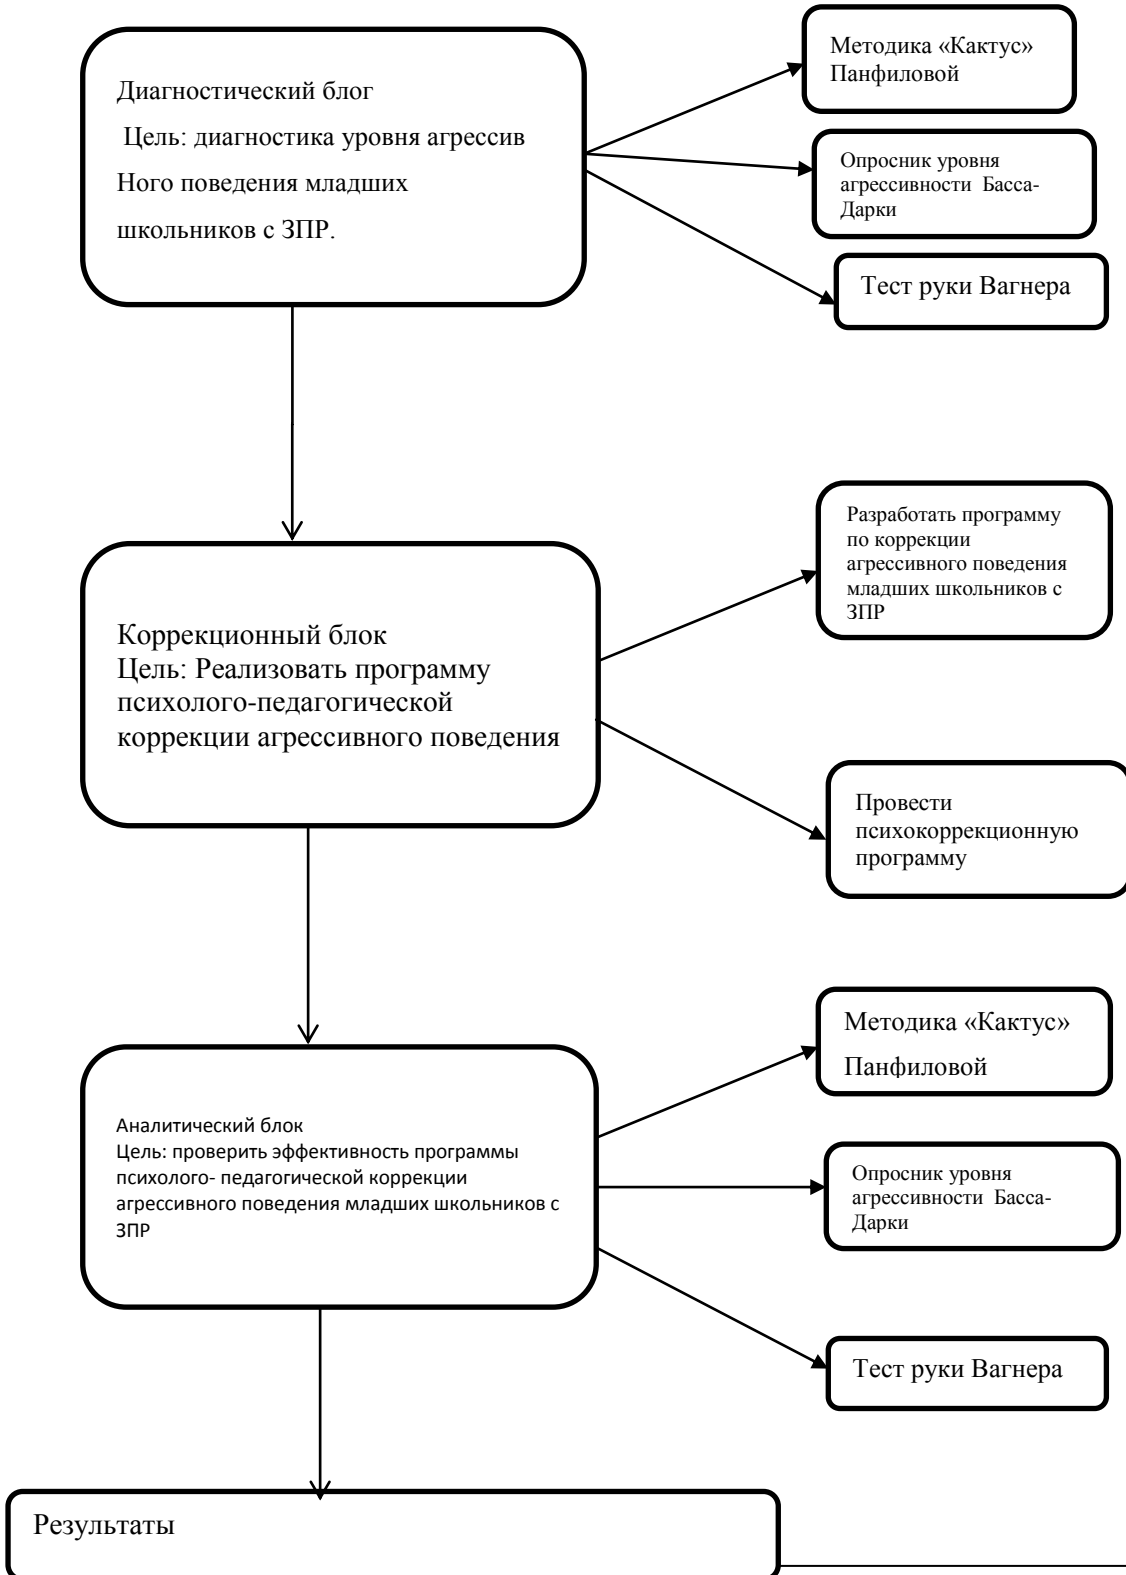 Диагностический блог
Цель: диагностика уровня агрессив
Ного поведения младших
школьников с ЗПР.
Методика «Кактус»
Панфиловой
Опросник уровня
агрессивности Басса-
Дарки
Тест руки Вагнера
Коррекционный блок
Цель: Реализовать программу
психолого-педагогической
коррекции агрессивного поведения
Разработать программу
по коррекции
агрессивного поведения
младших школьников с
ЗПР
Провести
психокоррекционную
программу
Аналитический блок
Цель: проверить эффективность программы
психолого- педагогической коррекции
агрессивного поведения младших школьников с
ЗПР
Методика «Кактус»
Панфиловой
Опросник уровня
агрессивности Басса-
Дарки
Тест руки Вагнера
Результаты